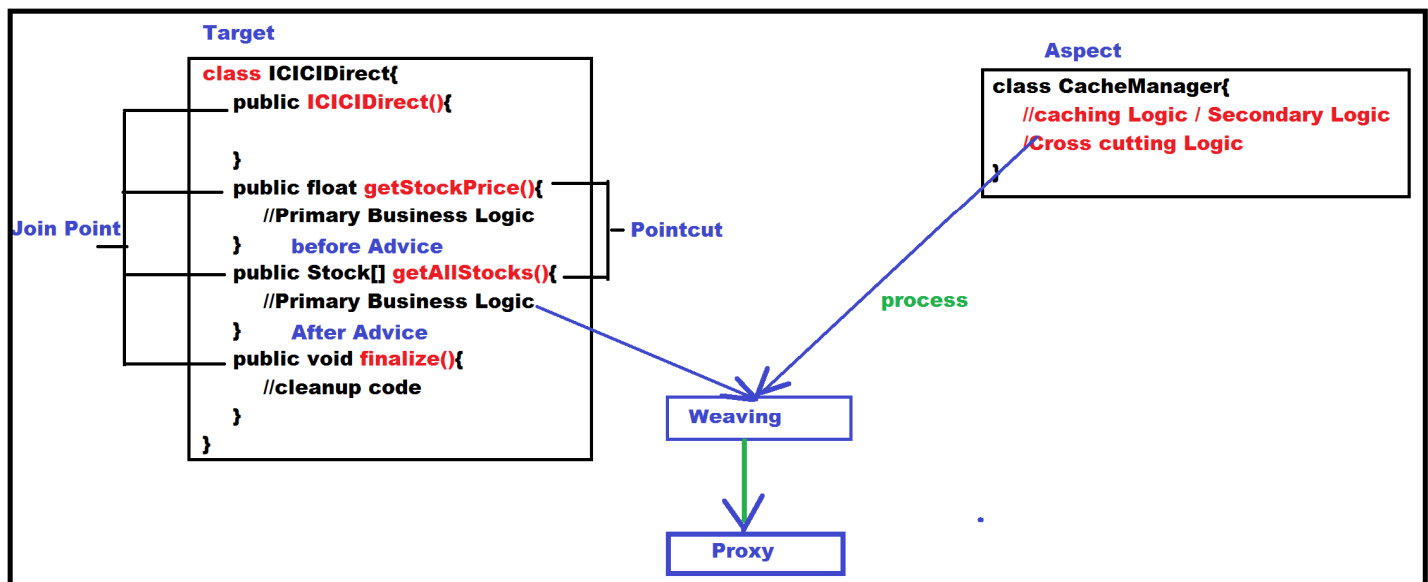 Target
class ICICIDirect{
public ICICIDirect(){
}
public float getStockPrice(){
//Primary Business Logic
}
before Advice
public Stock[] getAllStocks(){
//Primary Business Logic
}
After Advice
public void finalize(){
//cleanup code
}
}
Join Point
Pointcut
Aspect
class CacheManager{
//caching Logic / Secondary Logic
/Cross cutting Logic
}
process
Weaving
Proxy